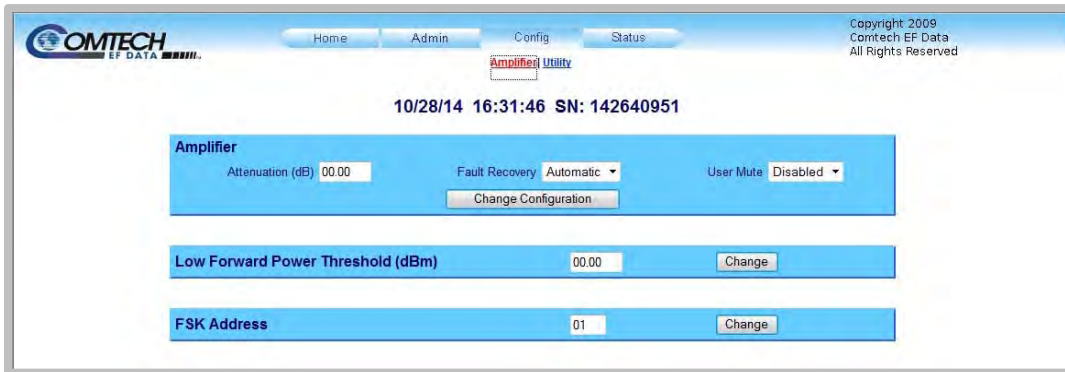 COMTECH
EF DATA
Home Admin Config Status
Copyright 2009
Comtech EF Data
All Rights Reserved
Amplifier| Utility
10/28/14 16:31:46 SN: 142640951
Amplifier
Attenuation (dB) 00.00 Fault Recovery Automatic User Mute Disabled
Change Configuration
Low Forward Power Threshold (dBm) 00.00 Change
FSK Address 01 Change